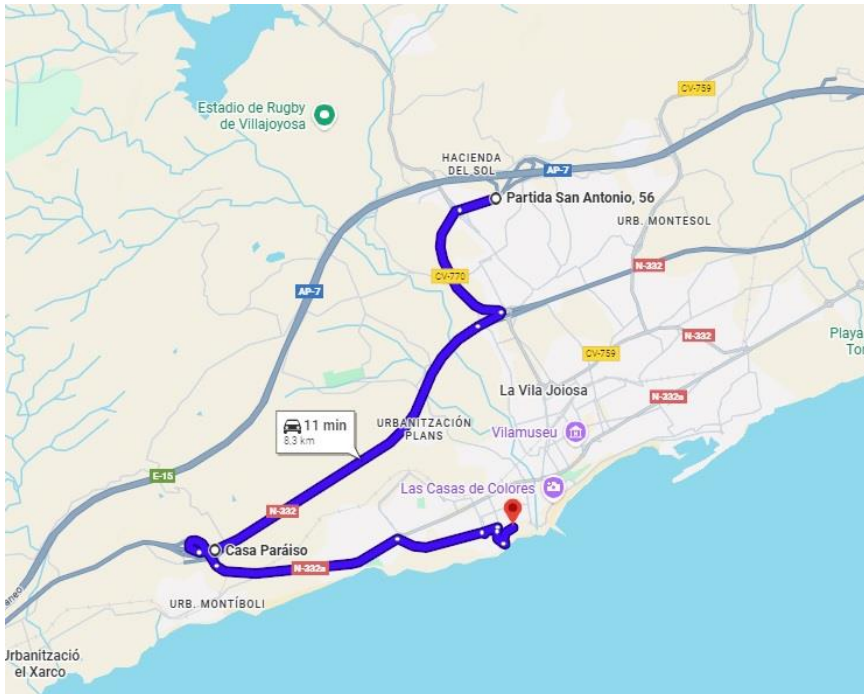 CV-759
Estadio de Rugby
de Villajoyosa
HACIENDA
DEL SOL
AP-7
Partida San Antonio, 56
URB. MONTESOL
N-332
CV-770
AP-7
N-332
Playa
Tor
CV-759
La Vila Joiosa
N-332a
11 min
8,3 km
URBANITZACIÓN
PLANS
Vilamuseu
E-15
Las Casas de Colores
N-332
Casa Paráiso
N-332a
URB. MONTÍBOLI
Urbanització
el Xarco